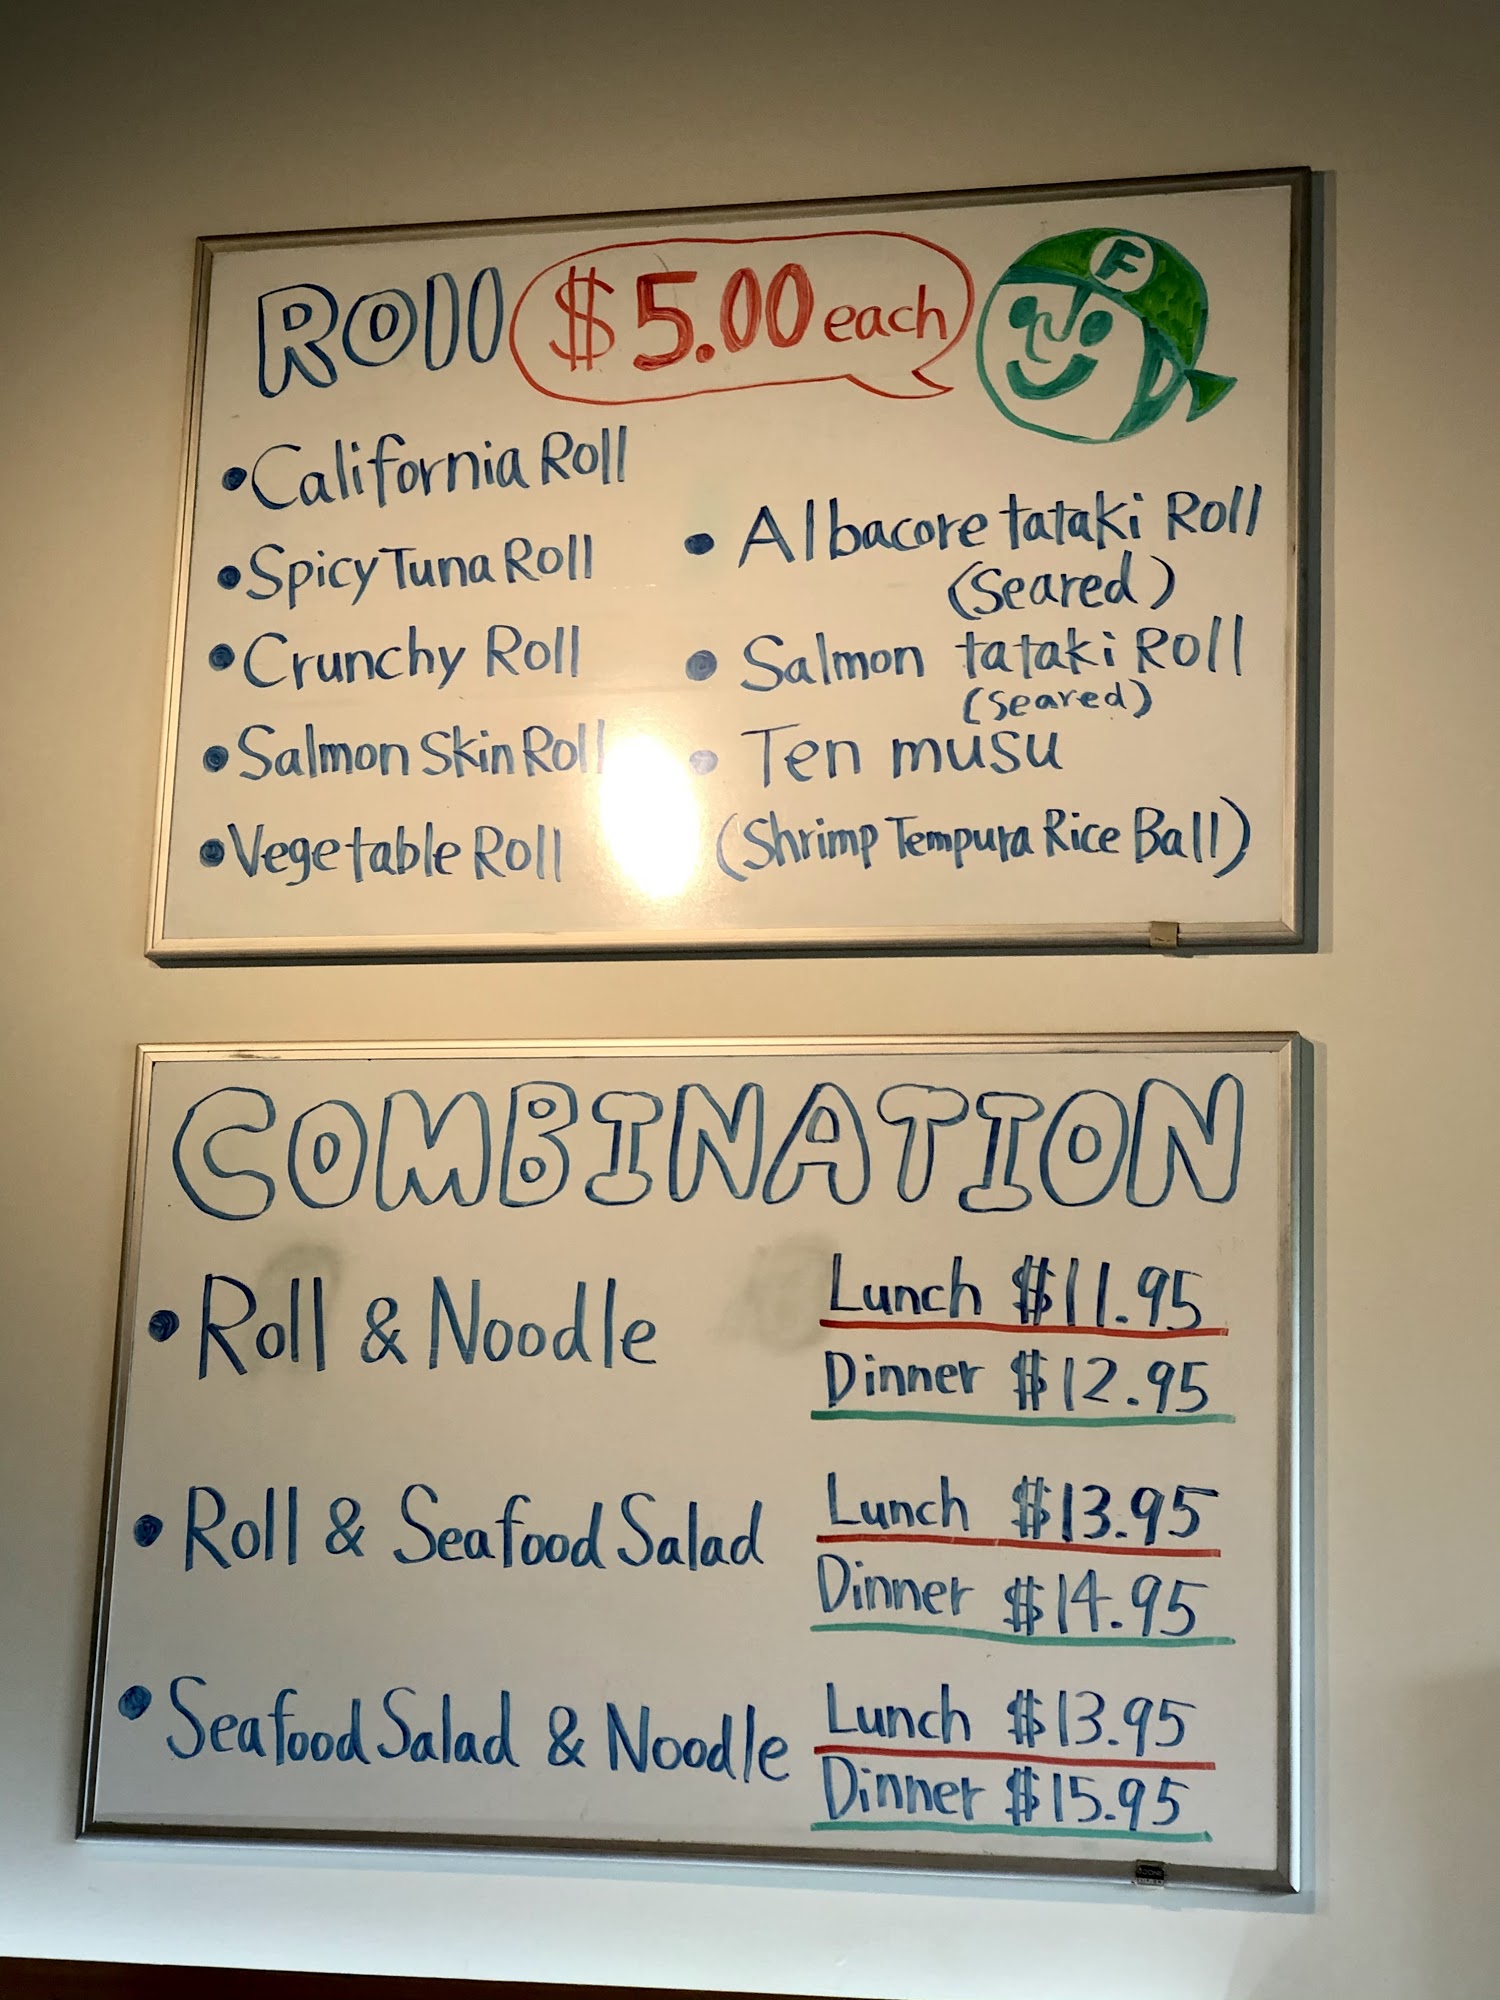 Roll $5.00 each
F
• California Roll
• Spicy Tuna Roll
• Crunchy Roll
• Salmon Skin Roll
• Vegetable Roll
• Albacore tataki Roll
(Seared)
• Salmon tataki Roll
(seared)
• Ten musu
(Shrimp Tempura Rice Ball)
COMBINATION
• Roll & Noodle
Lunch $11.95
Dinner $12.95
• Roll & Seafood Salad
Lunch $13.95
Dinner $14.95
• Seafood Salad & Noodle
Lunch $13.95
Dinner $15.95